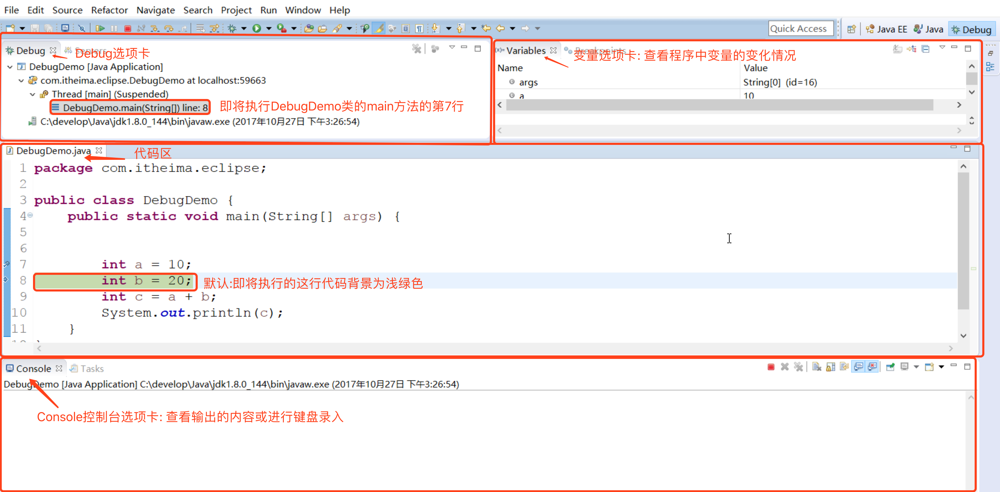 File Edit Source Refactor Navigate Search Project Run Window Help
Quick Access Java EE Java Debug
Debug Servers
Debug选项卡
DebugDemo [Java Application]
com.itheima.eclipse.DebugDemo at localhost:59663
Thread [main] (Suspended)
DebugDemo.main(String[]) line: 8
即将执行DebugDemo类的main方法的第7行
C:\develop\Java\jdk1.8.0_144\bin\javaw.exe (2017年10月27日 下午3:26:54)
(x)= Variables Breakpoints
变量选项卡: 查看程序中变量的变化情况
Name Value
args String[0] (id=16)
a 10
DebugDemo.java
代码区
1 package com.itheima.eclipse;
2
3 public class DebugDemo {
4 public static void main(String[] args) {
5
6
7 int a = 10;
8 int b = 20;
默认:即将执行的这行代码背景为浅绿色
9 int c = a + b;
10 System.out.println(c);
11 }
Console Tasks
DebugDemo [Java Application] C:\develop\Java\jdk1.8.0_144\bin\javaw.exe (2017年10月27日 下午3:26:54)
Console控制台选项卡: 查看输出的内容或进行键盘录入